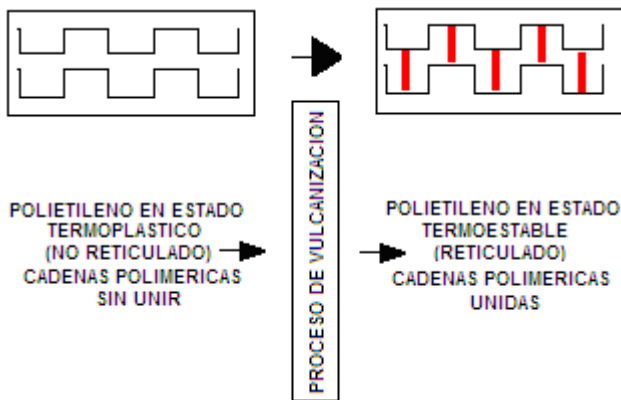 POLIETILENO EN ESTADO
TERMOPLASTICO
(NO RETICULADO)
CADENAS POLIMERICAS
SIN UNIR
PROCESO DE VULCANIZACION
POLIETILENO EN ESTADO
TERMOESTABLE
(RETICULADO)
CADENAS POLIMERICAS
UNIDAS